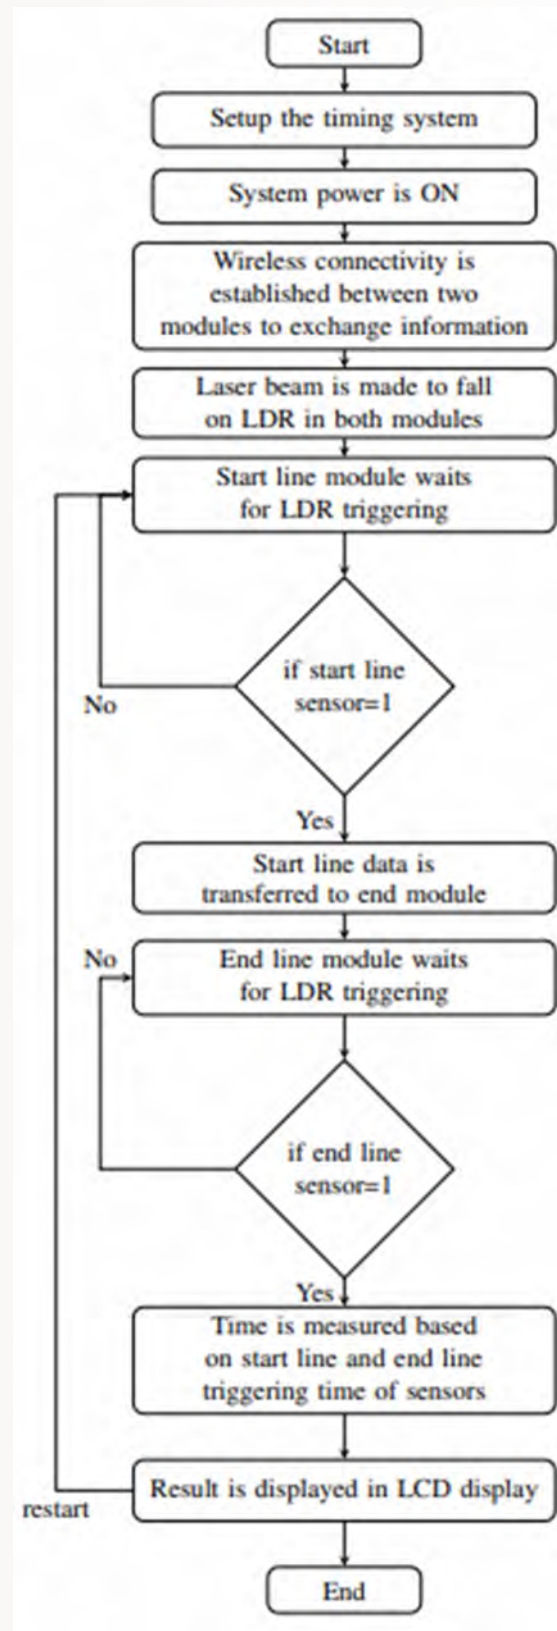 Start
Setup the timing system
System power is ON
Wireless connectivity is
established between two
modules to exchange information
Laser beam is made to fall
on LDR in both modules
Start line module waits
for LDR triggering
if start line
sensor=1
No
Yes
Start line data is
transferred to end module
No
End line module waits
for LDR triggering
if end line
sensor=1
Yes
Time is measured based
on start line and end line
triggering time of sensors
Result is displayed in LCD display
restart
End